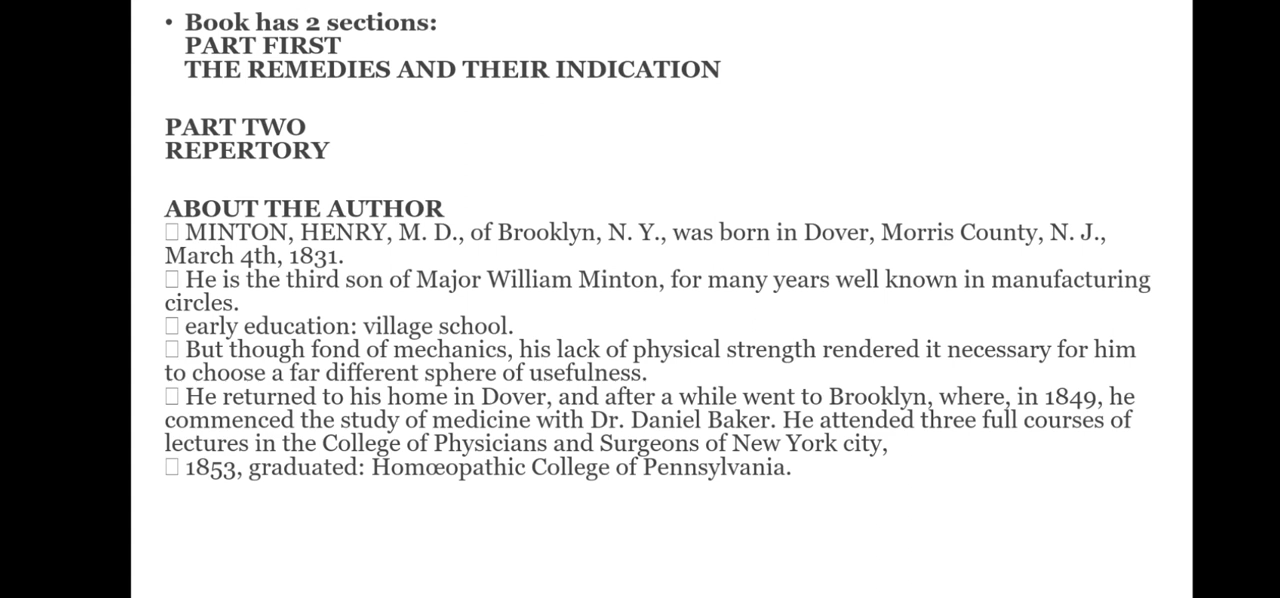 • Book has 2 sections:
PART FIRST
THE REMEDIES AND THEIR INDICATION
PART TWO
REPERTORY
ABOUT THE AUTHOR
□ MINTON, HENRY, M. D., of Brooklyn, N. Y., was born in Dover, Morris County, N. J.,
March 4th, 1831.
□ He is the third son of Major William Minton, for many years well known in manufacturing
circles.
□ early education: village school.
□ But though fond of mechanics, his lack of physical strength rendered it necessary for him
to choose a far different sphere of usefulness.
□ He returned to his home in Dover, and after a while went to Brooklyn, where, in 1849, he
commenced the study of medicine with Dr. Daniel Baker. He attended three full courses of
lectures in the College of Physicians and Surgeons of New York city,
□ 1853, graduated: Homœopathic College of Pennsylvania.